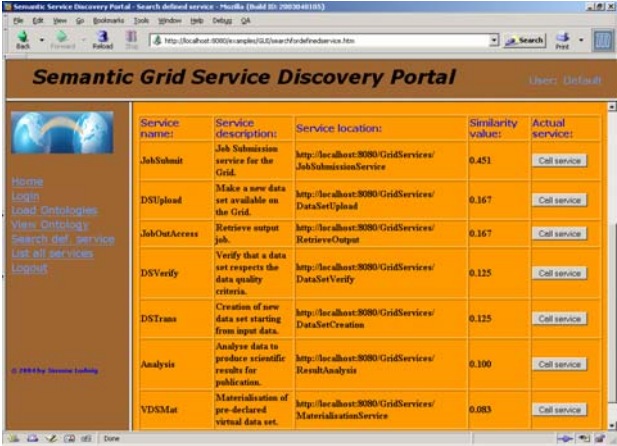 Semantic Service Discovery Portal - Search defined service - Mozilla {Build ID: 2003040105}
File Edit View Go Bookmarks Tools Window Help Debug QA
Back Forward Reload Stop http://localhost:8080/examples/GUI/searchfordefinedservice.htm Search Print
Semantic Grid Service Discovery Portal
User: Default
Home
Login
Load Ontologies
View Ontology
Search def. service
List all services
Logout
© 2004 by Simone Ludwig
Service name: Service description: Service location: Similarity value: Actual service:
JobSubmit Job Submission service for the Grid. http://localhost:8080/GridServices/JobSubmissionService 0.451 Call service
DSUpload Make a new data set available on the Grid. http://localhost:8080/GridServices/DataSetUpload 0.167 Call service
JobOutAccess Retrieve output job. http://localhost:8080/GridServices/RetrieveOutput 0.167 Call service
DSVerify Verify that a data set respects the data quality criteria. http://localhost:8080/GridServices/DataSetVerify 0.125 Call service
DSTrans Creation of new data set starting from input data. http://localhost:8080/GridServices/DataSetCreation 0.125 Call service
Analysis Analyse data to produce scientific results for publication. http://localhost:8080/GridServices/ResultAnalysis 0.100 Call service
VDSMat Materialisation of pre-declared virtual data set. http://localhost:8080/GridServices/MaterialisationService 0.083 Call service
Done